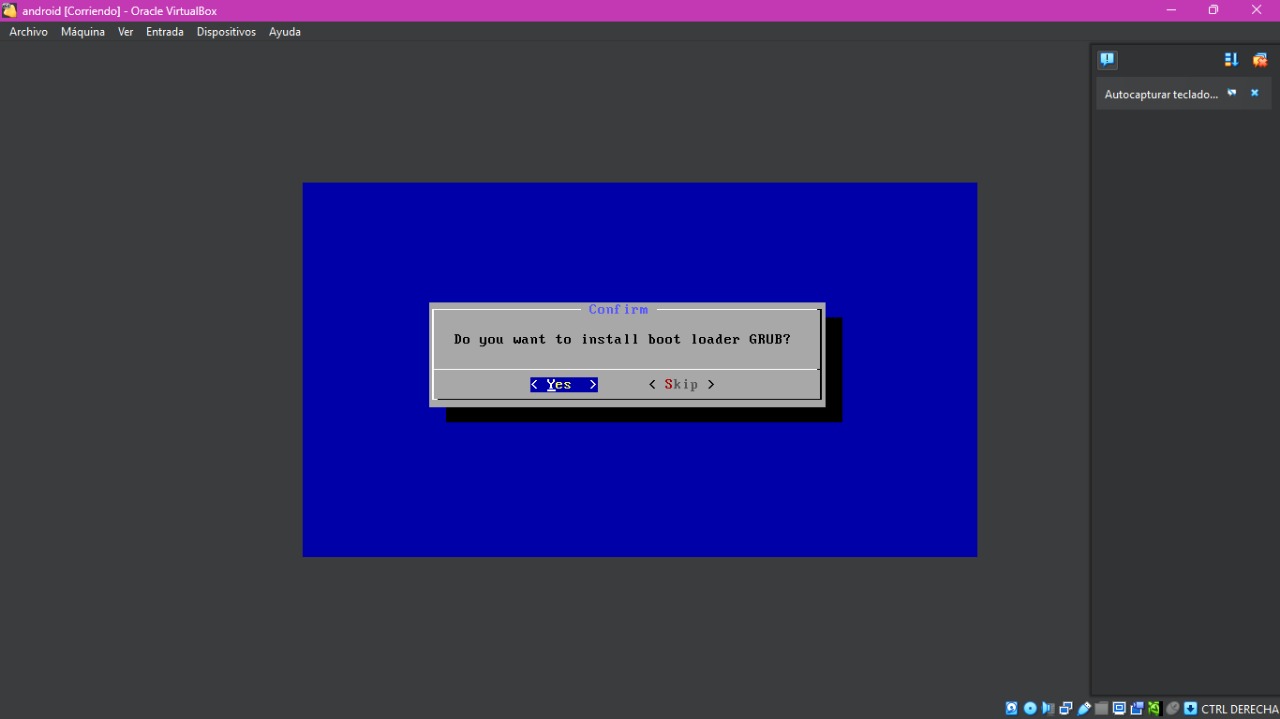 android [Corriendo] - Oracle VirtualBox
Archivo Máquina Ver Entrada Dispositivos Ayuda
Autocapturar teclado...
Confirm
Do you want to install boot loader GRUB?
< Yes > < Skip >
CTRL DERECHA